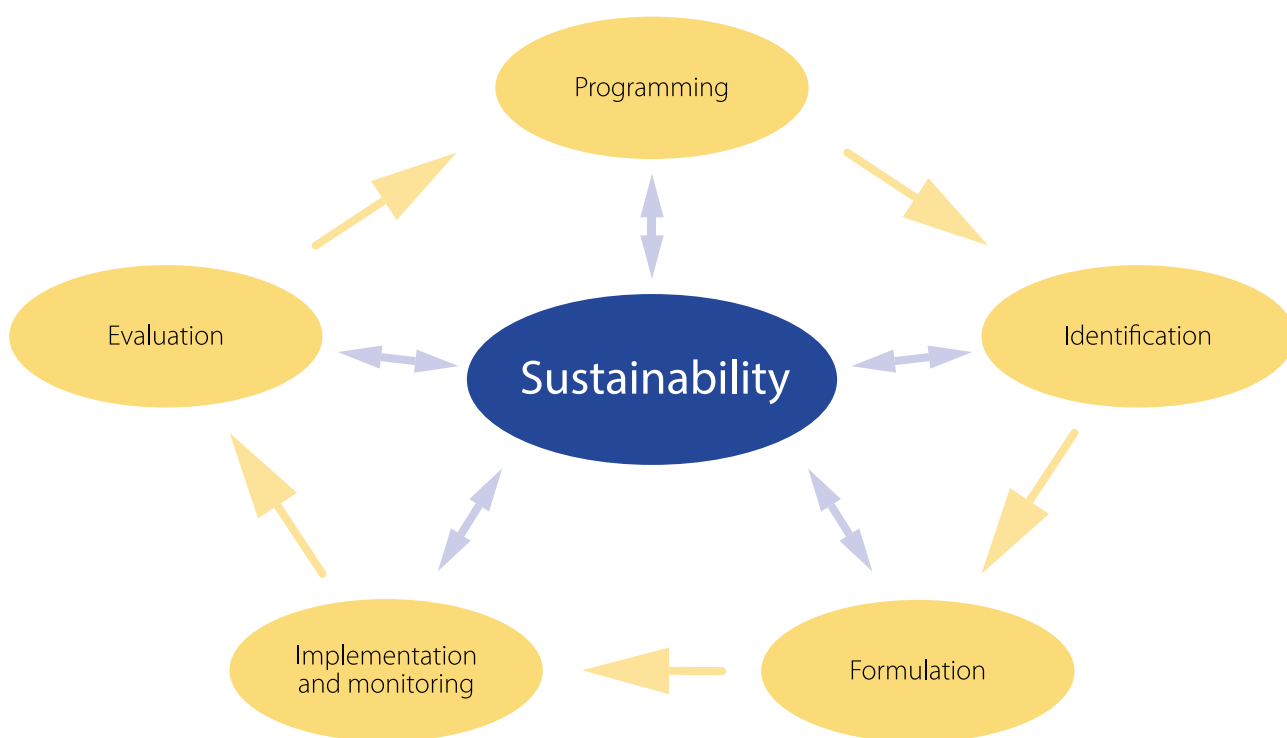 Programming
Evaluation
Identification
Sustainability
Implementation
and monitoring
Formulation